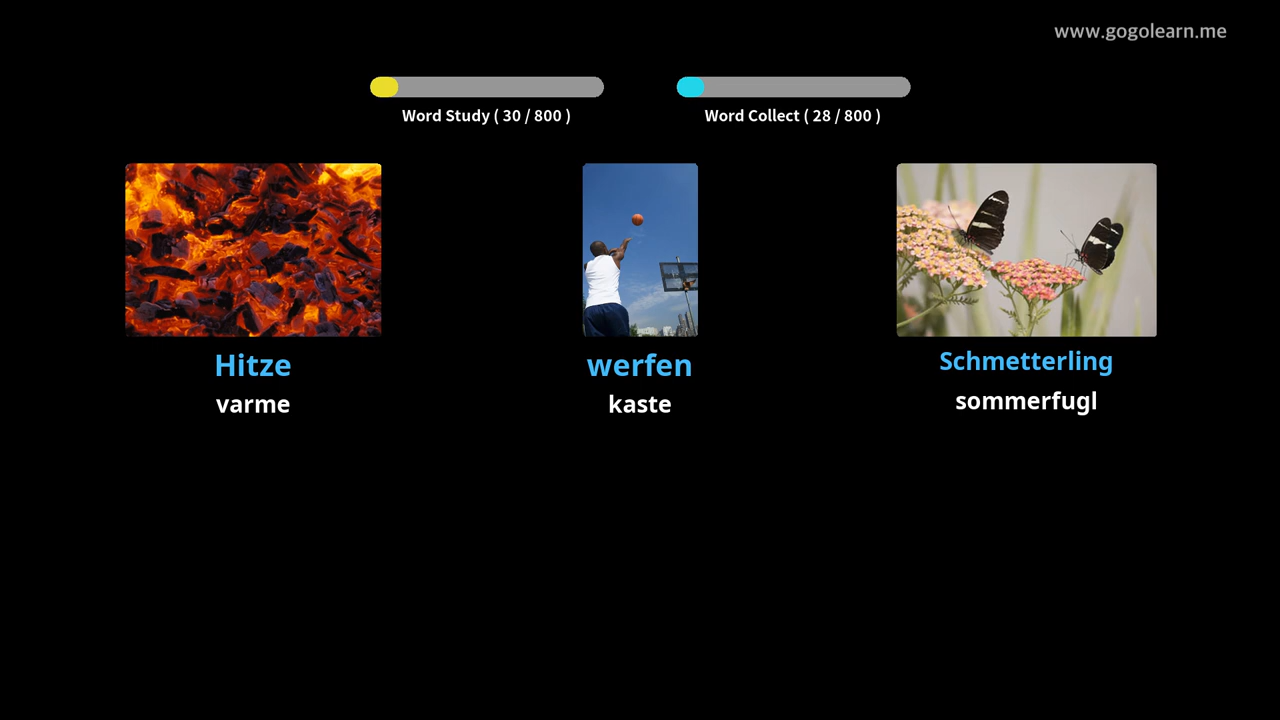 www.gogolearn.me
Word Study ( 30 / 800 )
Word Collect ( 28 / 800 )
Hitze
varme
werfen
kaste
Schmetterling
sommerfugl